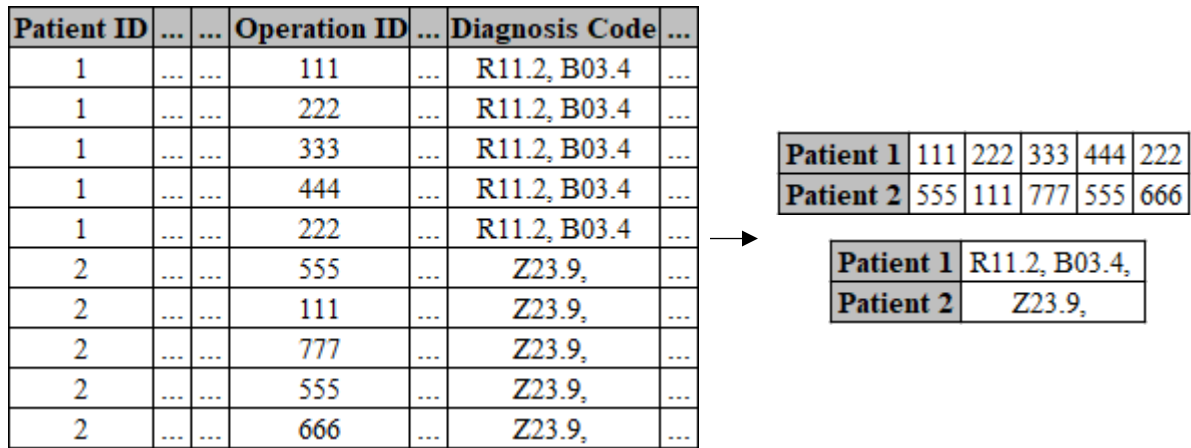 Patient ID ... ... Operation ID ... Diagnosis Code ...
1 ... ... 111 ... R11.2, B03.4 ...
1 ... ... 222 ... R11.2, B03.4 ...
1 ... ... 333 ... R11.2, B03.4 ...
1 ... ... 444 ... R11.2, B03.4 ...
1 ... ... 222 ... R11.2, B03.4 ...
2 ... ... 555 ... Z23.9, ...
2 ... ... 111 ... Z23.9, ...
2 ... ... 777 ... Z23.9, ...
2 ... ... 555 ... Z23.9, ...
2 ... ... 666 ... Z23.9, ...
Patient 1 111 222 333 444 222
Patient 2 555 111 777 555 666
Patient 1 R11.2, B03.4,
Patient 2 Z23.9,